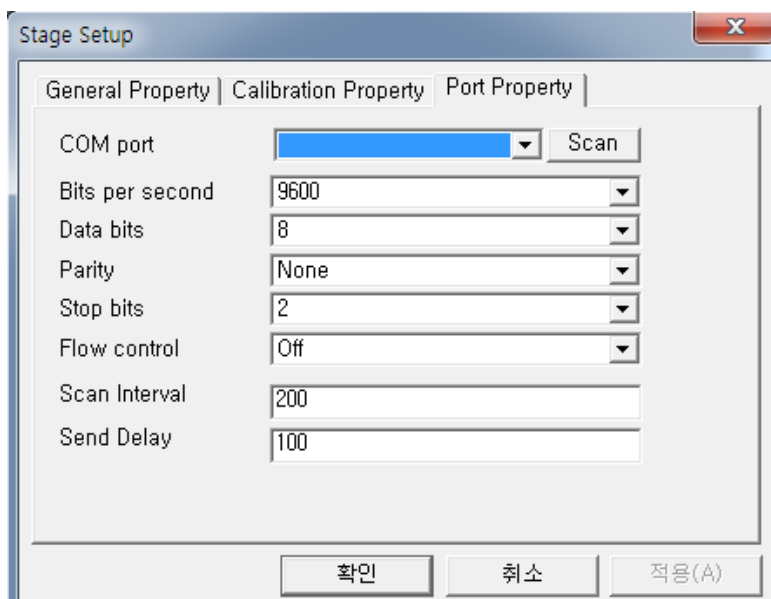 Stage Setup
General Property Calibration Property Port Property
COM port Scan
Bits per second 9600
Data bits 8
Parity None
Stop bits 2
Flow control Off
Scan Interval 200
Send Delay 100
확인 취소 적용(A)